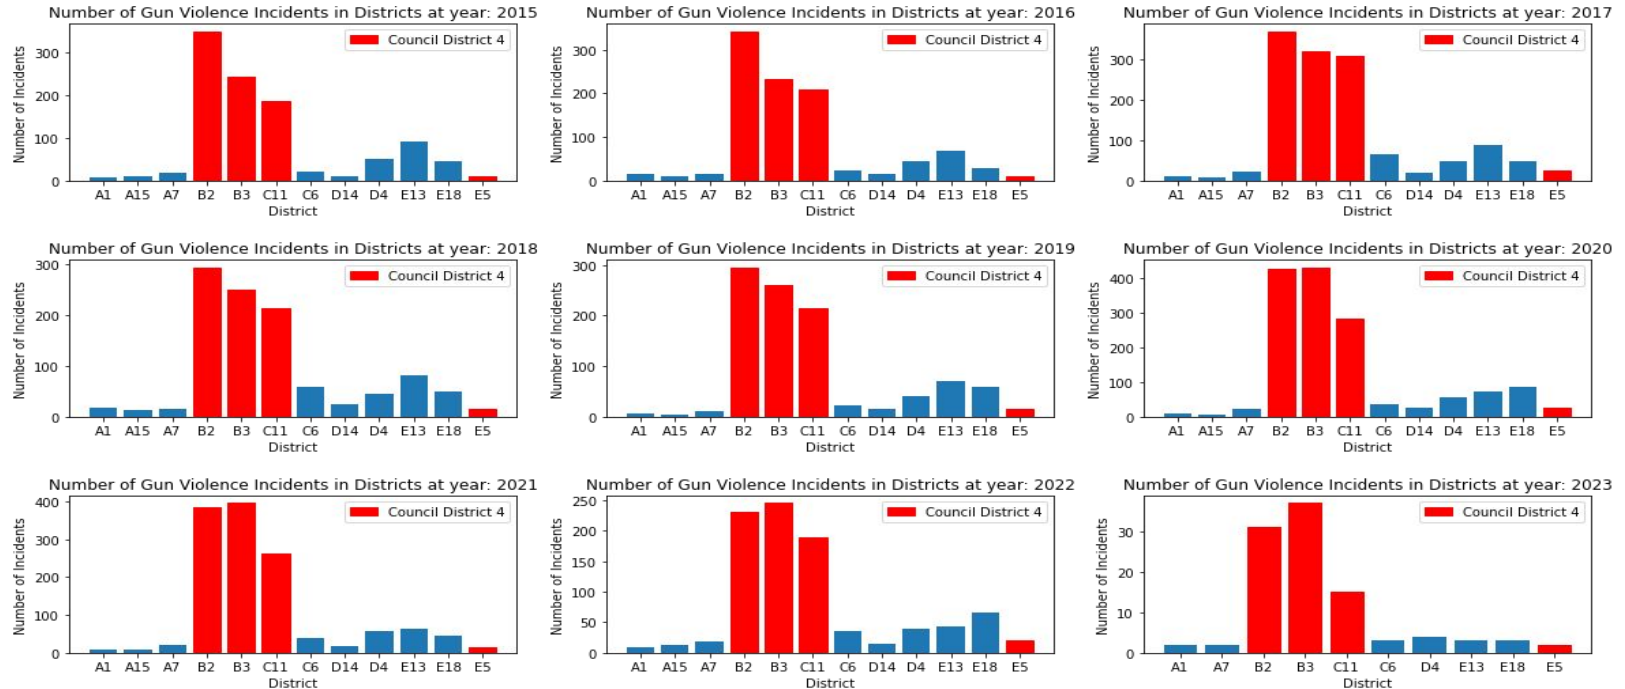 Number of Gun Violence Incidents in Districts at year: 2015
Number of Incidents
300
200
100
0
Council District 4
A1 A15 A7 B2 B3 C11 C6 D14 D4 E13 E18 E5
District
Number of Gun Violence Incidents in Districts at year: 2016
Number of Incidents
300
200
100
0
Council District 4
A1 A15 A7 B2 B3 C11 C6 D14 D4 E13 E18 E5
District
Number of Gun Violence Incidents in Districts at year: 2017
Number of Incidents
300
200
100
0
Council District 4
A1 A15 A7 B2 B3 C11 C6 D14 D4 E13 E18 E5
District
Number of Gun Violence Incidents in Districts at year: 2018
Number of Incidents
300
200
100
0
Council District 4
A1 A15 A7 B2 B3 C11 C6 D14 D4 E13 E18 E5
District
Number of Gun Violence Incidents in Districts at year: 2019
Number of Incidents
300
200
100
0
Council District 4
A1 A15 A7 B2 B3 C11 C6 D14 D4 E13 E18 E5
District
Number of Gun Violence Incidents in Districts at year: 2020
Number of Incidents
400
300
200
100
0
Council District 4
A1 A15 A7 B2 B3 C11 C6 D14 D4 E13 E18 E5
District
Number of Gun Violence Incidents in Districts at year: 2021
Number of Incidents
400
300
200
100
0
Council District 4
A1 A15 A7 B2 B3 C11 C6 D14 D4 E13 E18 E5
District
Number of Gun Violence Incidents in Districts at year: 2022
Number of Incidents
250
200
150
100
50
0
Council District 4
A1 A15 A7 B2 B3 C11 C6 D14 D4 E13 E18 E5
District
Number of Gun Violence Incidents in Districts at year: 2023
Number of Incidents
30
20
10
0
Council District 4
A1 A7 B2 B3 C11 C6 D4 E13 E18 E5
District